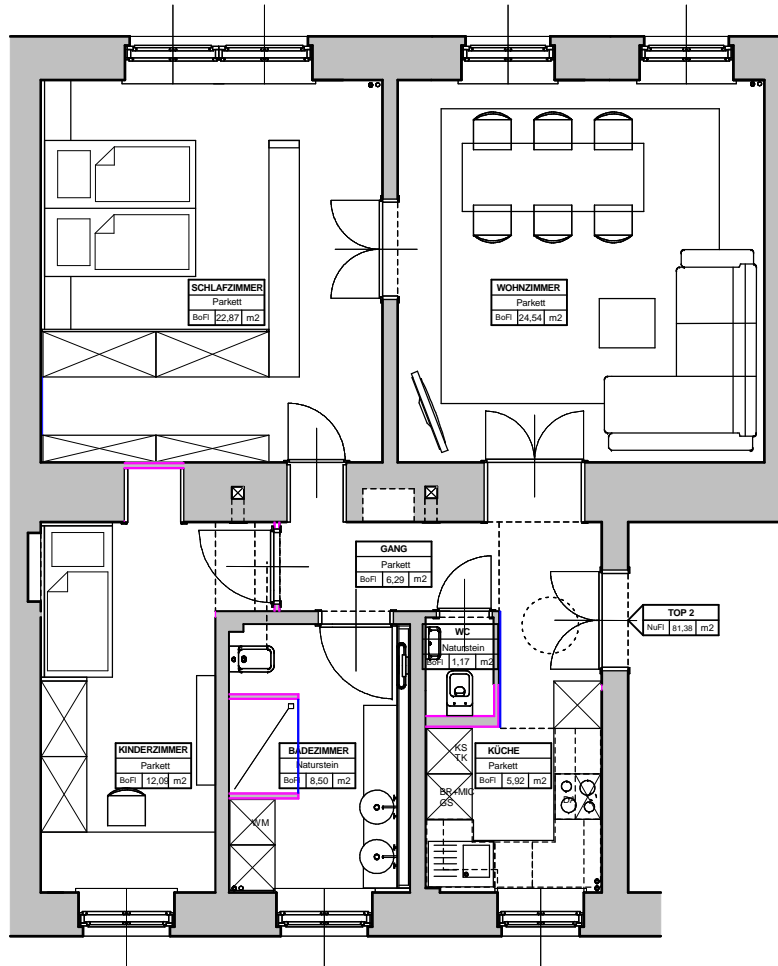 SCHLAFZIMMER
Parkett
BoFl 22,87 m2
WOHNZIMMER
Parkett
BoFl 24,54 m2
GANG
Parkett
BoFl 6,29 m2
TOP 2
NuFl 81,38 m2
WC
Naturstein
BoFl 1,17 m2
KINDERZIMMER
Parkett
BoFl 12,09 m2
BADEZIMMER
Naturstein
BoFl 8,50 m2
KS
TK
KÜCHE
Parkett
BoFl 5,92 m2
BR+MIC
GS
DA
WM